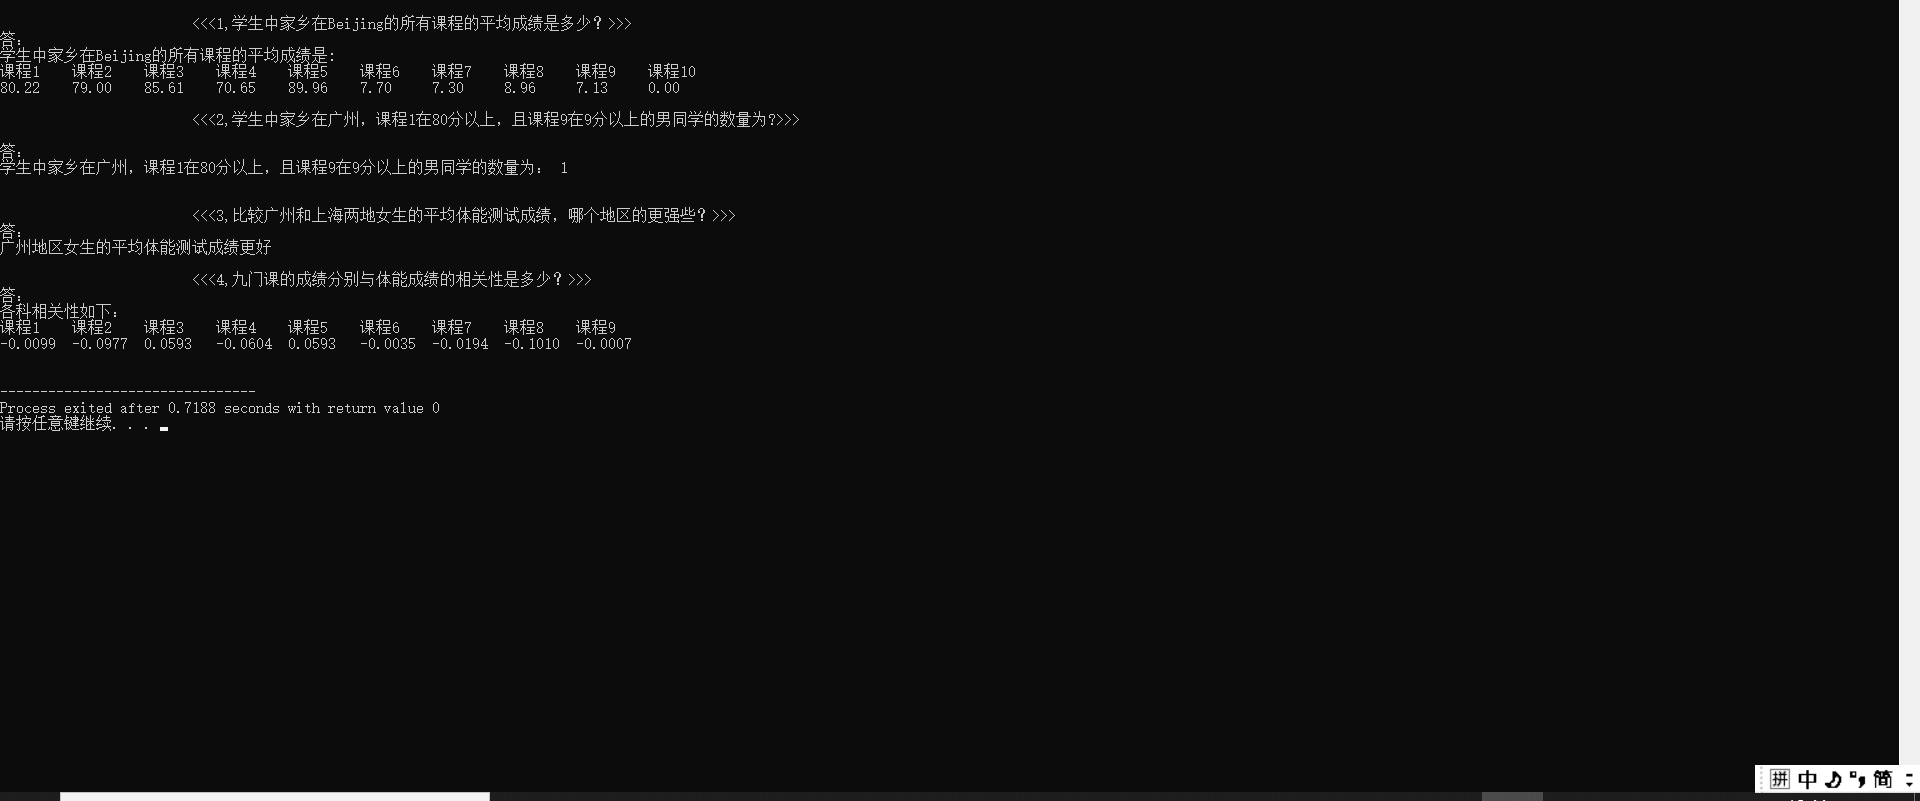 <<<1,学生中家乡在Beijing的所有课程的平均成绩是多少？>>>
答：
学生中家乡在Beijing的所有课程的平均成绩是:
课程1 课程2 课程3 课程4 课程5 课程6 课程7 课程8 课程9 课程10
80.22 79.00 85.61 70.65 89.96 7.70 7.30 8.96 7.13 0.00
<<<2,学生中家乡在广州，课程1在80分以上，且课程9在9分以上的男同学的数量为?>>>
答：
学生中家乡在广州，课程1在80分以上，且课程9在9分以上的男同学的数量为： 1
<<<3,比较广州和上海两地女生的平均体能测试成绩，哪个地区的更强些？>>>
答：
广州地区女生的平均体能测试成绩更好
<<<4,九门课的成绩分别与体能成绩的相关性是多少？>>>
答：
各科相关性如下：
课程1 课程2 课程3 课程4 课程5 课程6 课程7 课程8 课程9
-0.0099 -0.0977 0.0593 -0.0604 0.0593 -0.0035 -0.0194 -0.1010 -0.0007
--------------------------------
Process exited after 0.7188 seconds with return value 0
请按任意键继续. . .
拼 中 简